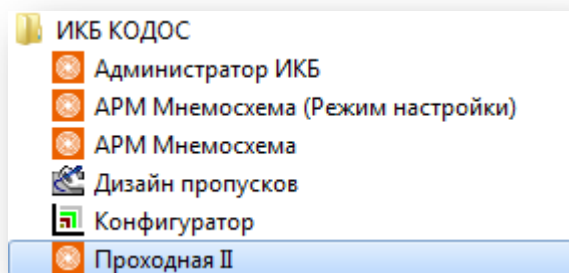 ИКБ КОДОС
Администратор ИКБ
АРМ Мнемосхема (Режим настройки)
АРМ Мнемосхема
Дизайн пропусков
Конфигуратор
Проходная II